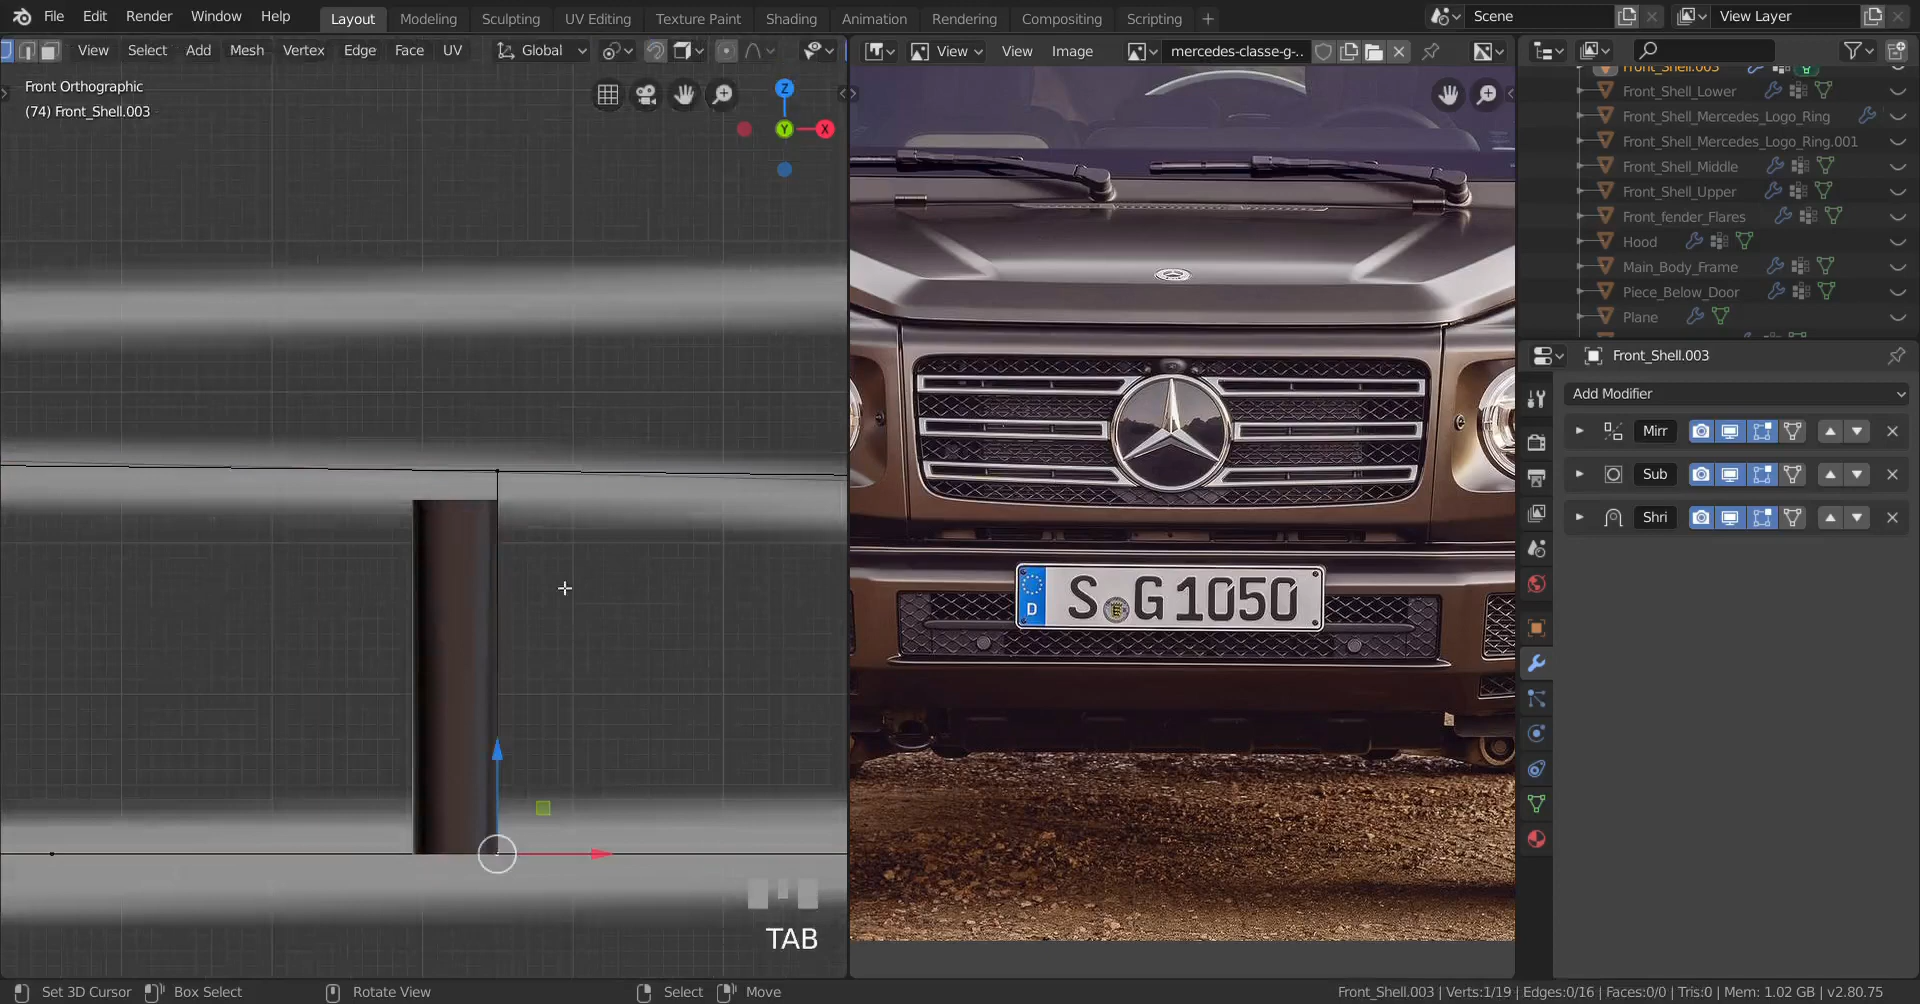 File Edit Render Window Help Layout Modeling Sculpting UV Editing Texture Paint Shading Animation Rendering Compositing Scripting Scene View Layer
View Select Add Mesh Vertex Edge Face UV Global View View Image mercedes-classe-g-..
Front Orthographic
(74) Front_Shell.003
Z
Y
X
Front_Shell.003
Front_Shell_Lower
Front_Shell_Mercedes_Logo_Ring
Front_Shell_Mercedes_Logo_Ring.001
Front_Shell_Middle
Front_Shell_Upper
Front_fender_Flares
Hood
Main_Body_Frame
Piece_Below_Door
Plane
Front_Shell.003
Add Modifier
Mirr
Sub
Shri
D S G 1050
TAB
Set 3D Cursor Box Select Rotate View Select Move Front_Shell.003 | Verts:1/19 | Edges:0/16 | Faces:0/0 | Tris:0 | Mem: 1.02 GB | v2.80.75